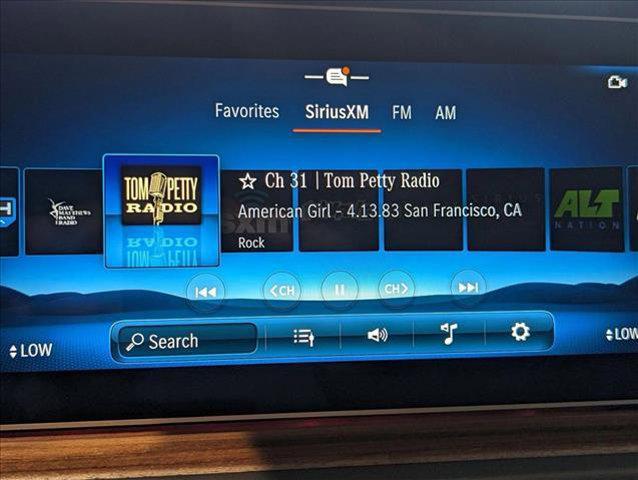 Favorites SiriusXM FM AM
H
DAVE
MATTHEWS
BAND
RADIO
TOM PETTY
RADIO
Ch 31 | Tom Petty Radio
American Girl - 4.13.83 San Francisco, CA
Rock
ALT
NATION
<CH CH>
Search
LOW LOW